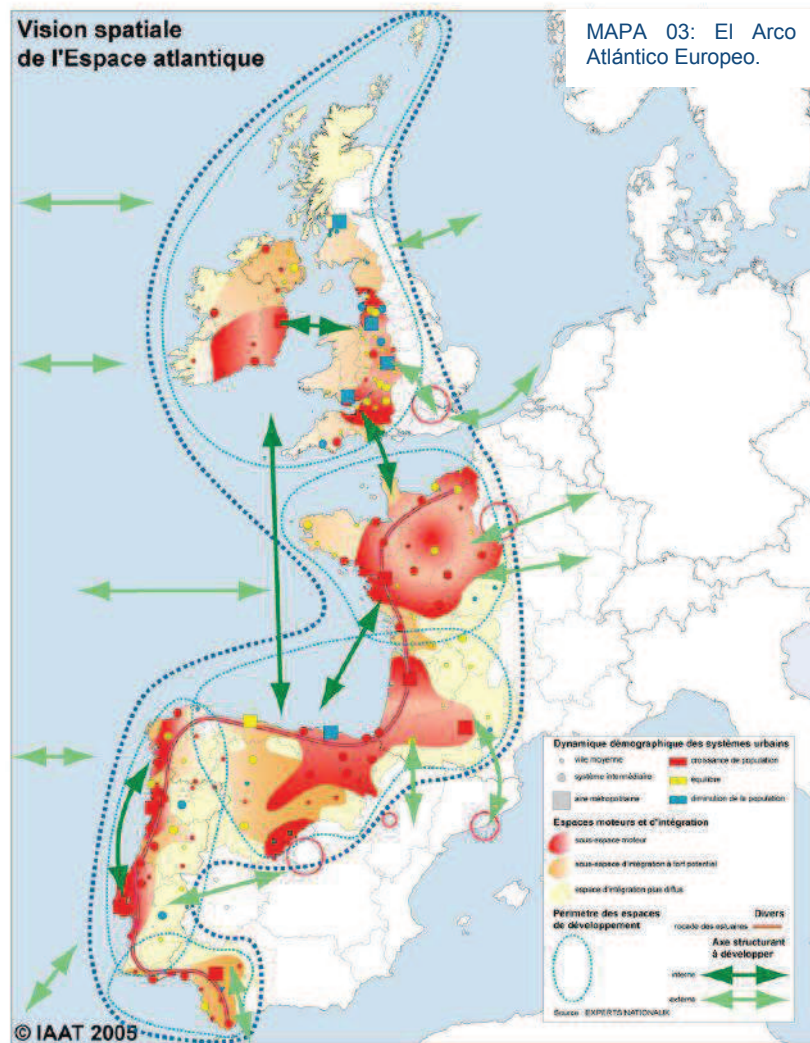 Vision spatiale
de l'Espace atlantique
MAPA 03: El Arco
Atlántico Europeo.
Dynamique démographique des systèmes urbains
ville moyenne
système intermédiaire
aire métropolitaine
croissance de population
équilibre
diminution de la population
Espaces moteurs et d'intégration
sous-espace moteur
sous-espace d'intégration à fort potentiel
espace d'intégration plus diffus
Périmètre des espaces
de développement
Divers
rocade des estuaires
Axe structurant
à développer
interne
externe
Source : EXPERTS NATIONAUX
© IAAT 2005